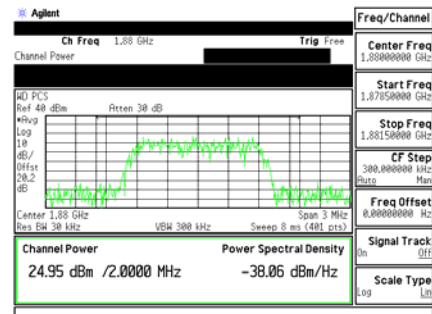 Agilent
Freq/Channel
Ch Freq 1.88 GHz Trig Free
Channel Power
Center Freq
1.88000000 GHz
Start Freq
1.87850000 GHz
Stop Freq
1.88150000 GHz
CF Step
300.000000 kHz
Auto Man
Freq Offset
0.00000000 Hz
Signal Track
On Off
Scale Type
Log Lin
WD PCS
Ref 40 dBm Atten 30 dB
#Avg
Log
10
dB/
Offst
20.2
dB
Center 1.88 GHz Span 3 MHz
Res BW 30 kHz VBW 300 kHz Sweep 8 ms (401 pts)
Channel Power Power Spectral Density
24.95 dBm /2.0000 MHz -38.06 dBm/Hz